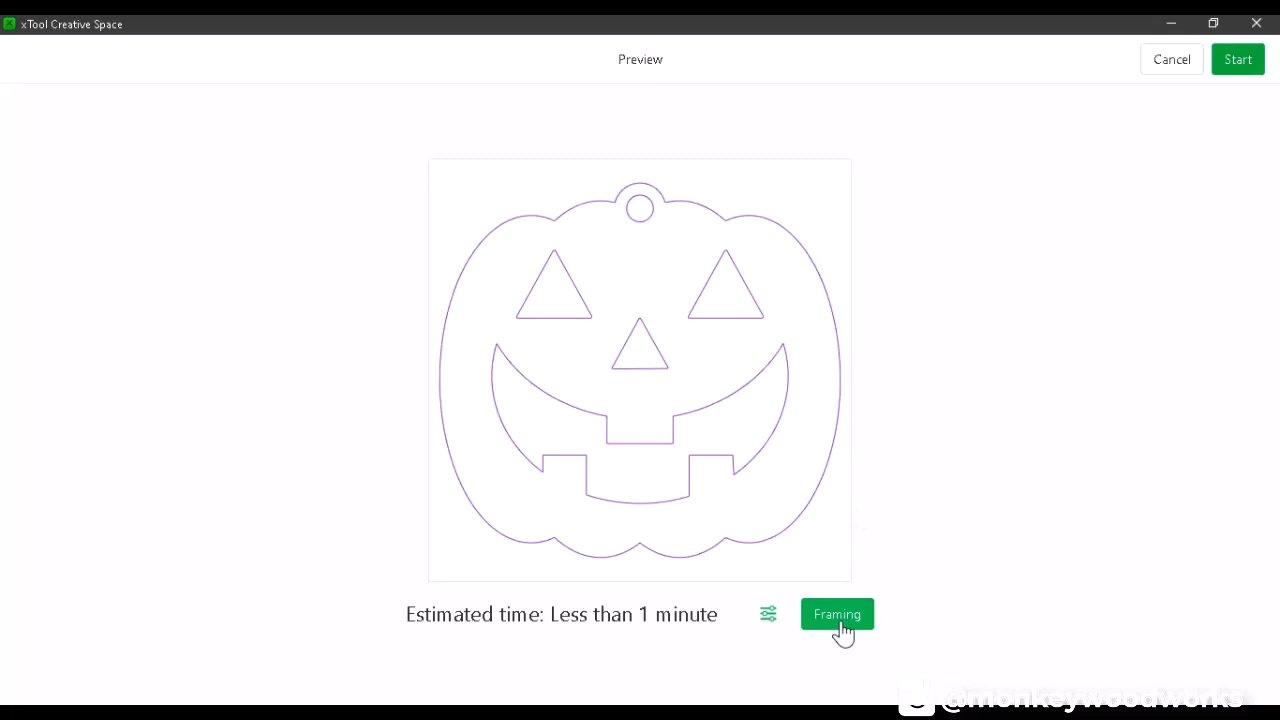 xTool Creative Space
Preview
Cancel
Start
Estimated time: Less than 1 minute
Framing
@monkeywoodworks